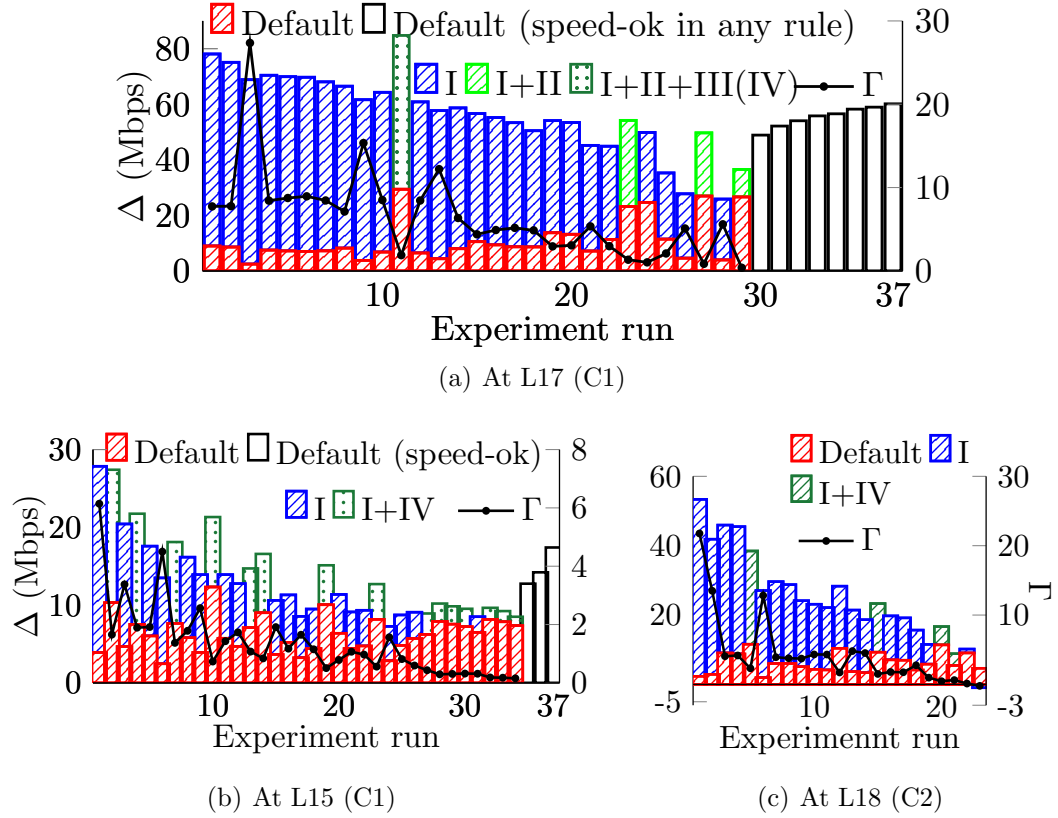 Default Default (speed-ok in any rule)
I I+II I+II+III(IV) Γ
80
60
40
20
0
30
20
10
0
Δ (Mbps)
10 20 30 37
Experiment run
(a) At L17 (C1)
Default Default (speed-ok)
I I+IV Γ
30
20
10
0
8
6
4
2
0
Δ (Mbps)
10 20 30 37
Experiment run
(b) At L15 (C1)
Default I
I+IV
Γ
60
40
20
-5
30
20
10
-3
Γ
10 20
Experimennt run
(c) At L18 (C2)